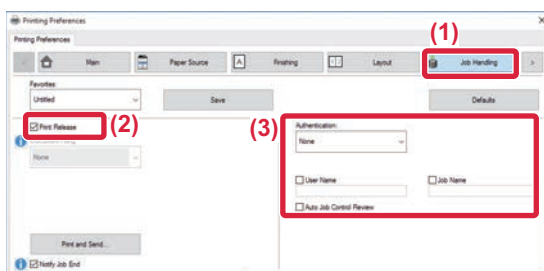 Printing Preferences
Printing Preferences
(1)
Main
Paper Source
Finishing
Layout
Job Handling
Favorites:
Untitled
Save
Defaults
Print Release
(2)
(3)
Authentication:
None
None
User Name
Job Name
Auto Job Control Review
Print and Send...
Notify Job End